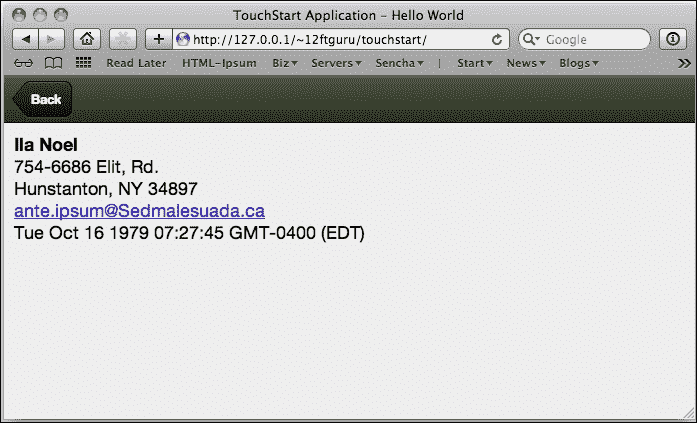 TouchStart Application – Hello World
http://127.0.0.1/~12ftguru/touchstart/
Google
Read Later HTML-Ipsum Biz Servers Sencha Start News Blogs
Back
Ila Noel
754-6686 Elit, Rd.
Hunstanton, NY 34897
ante.ipsum@Sedmalesuada.ca
Tue Oct 16 1979 07:27:45 GMT-0400 (EDT)